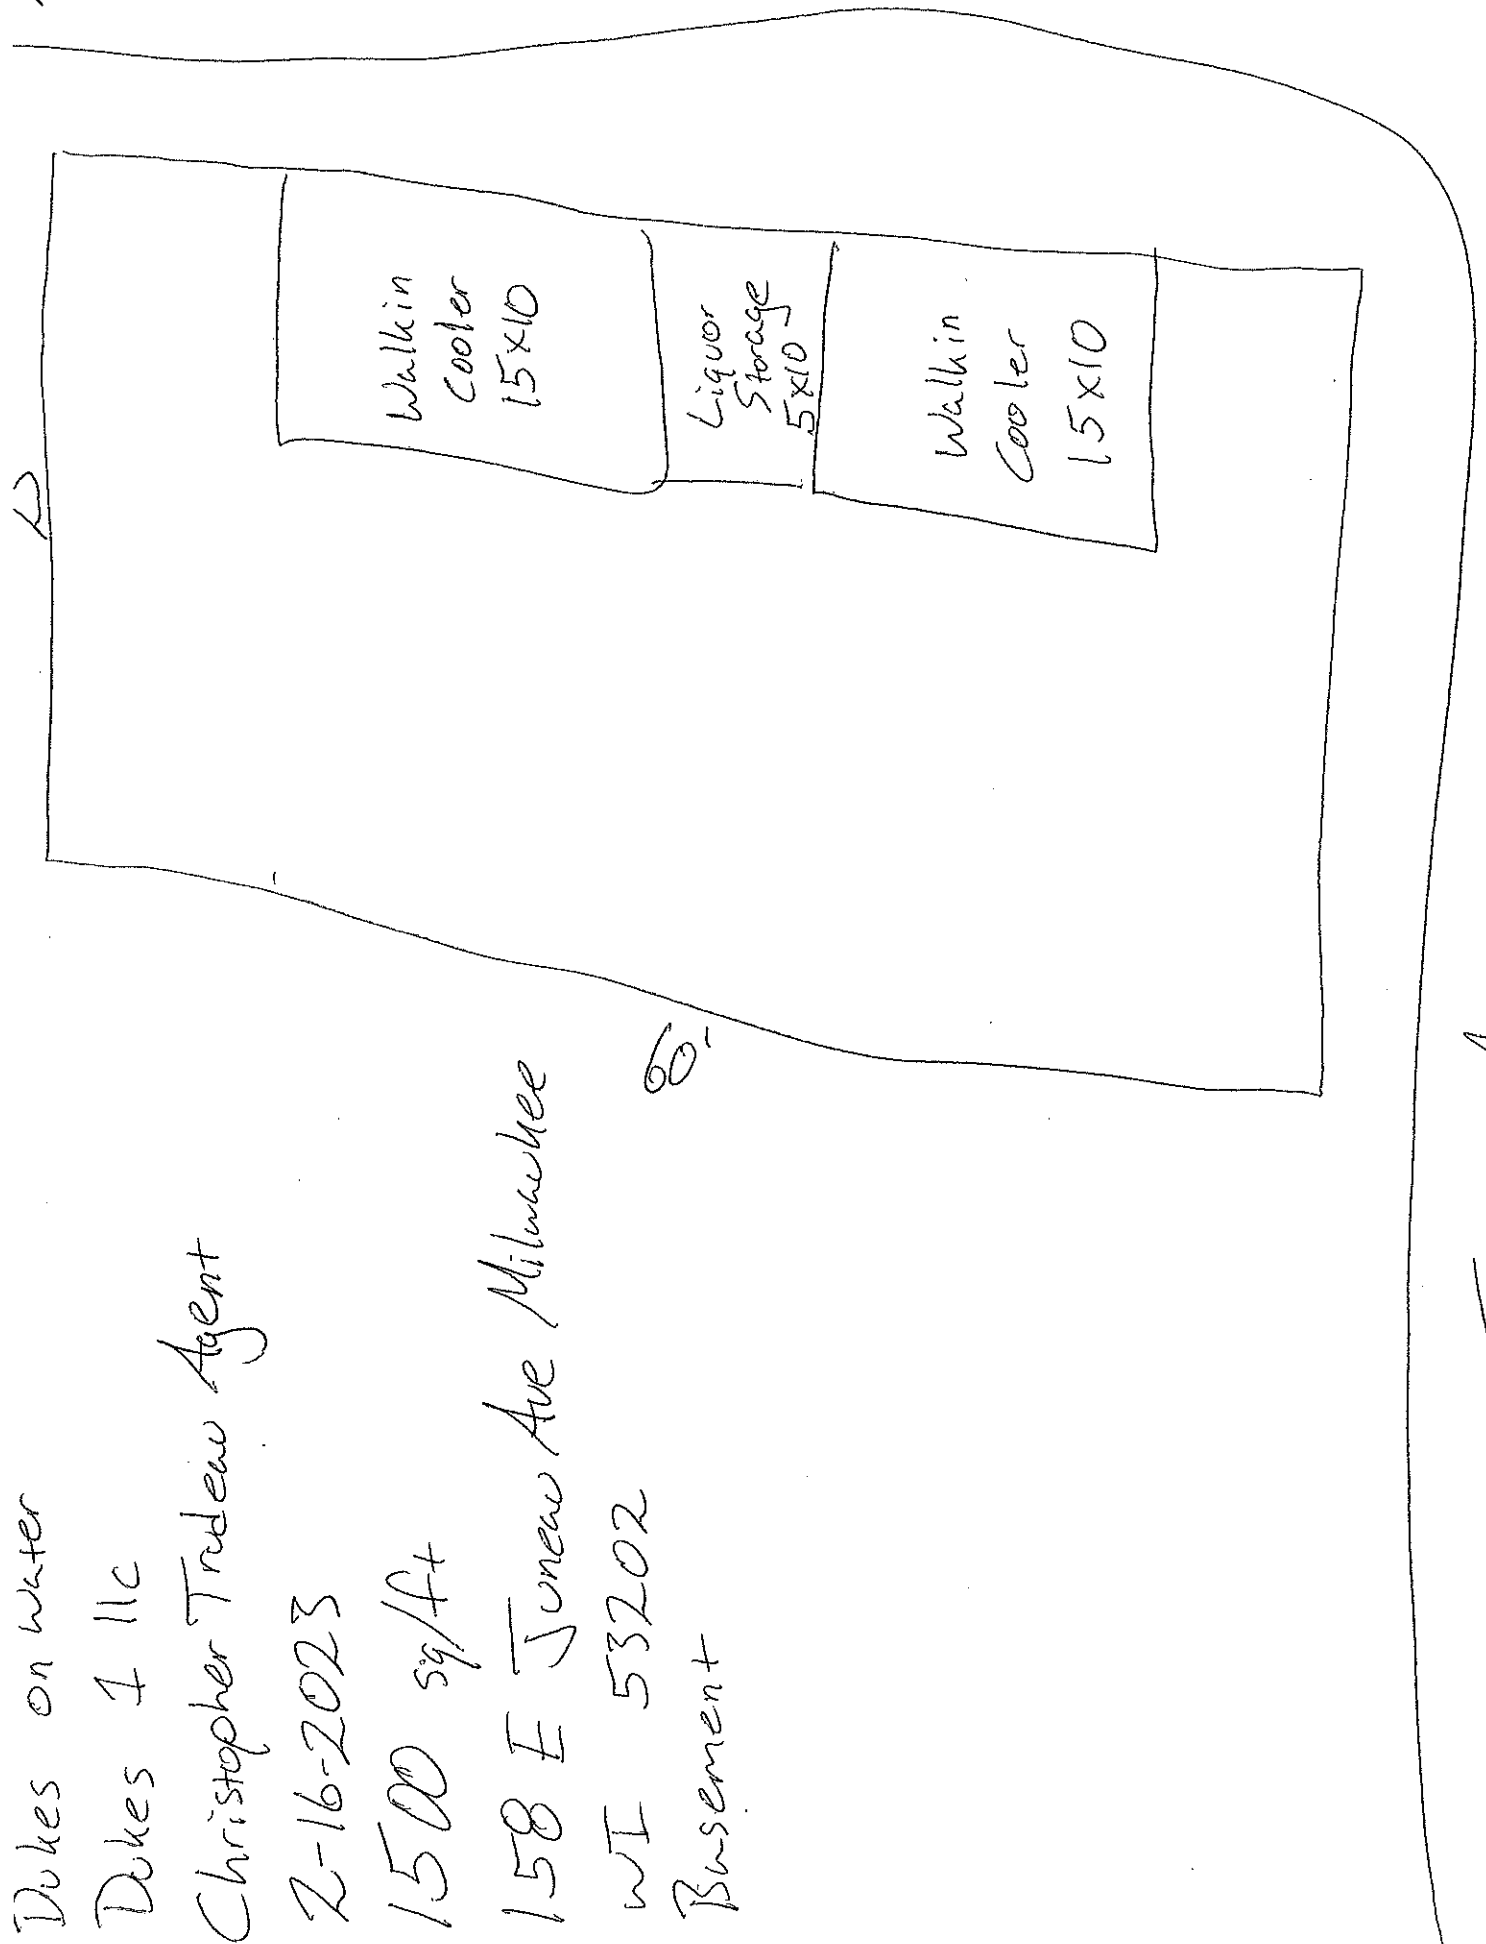 Dukes on water
Dukes 1 llc
Christopher Trudeau Agent
2-16-2023
1500 sq/ft
158 E Juneau Ave Milwaukee
WI 53202
Basement
Walkin
Cooler
15x10
Liquor
Storage
5x10
Walkin
Cooler
15x10